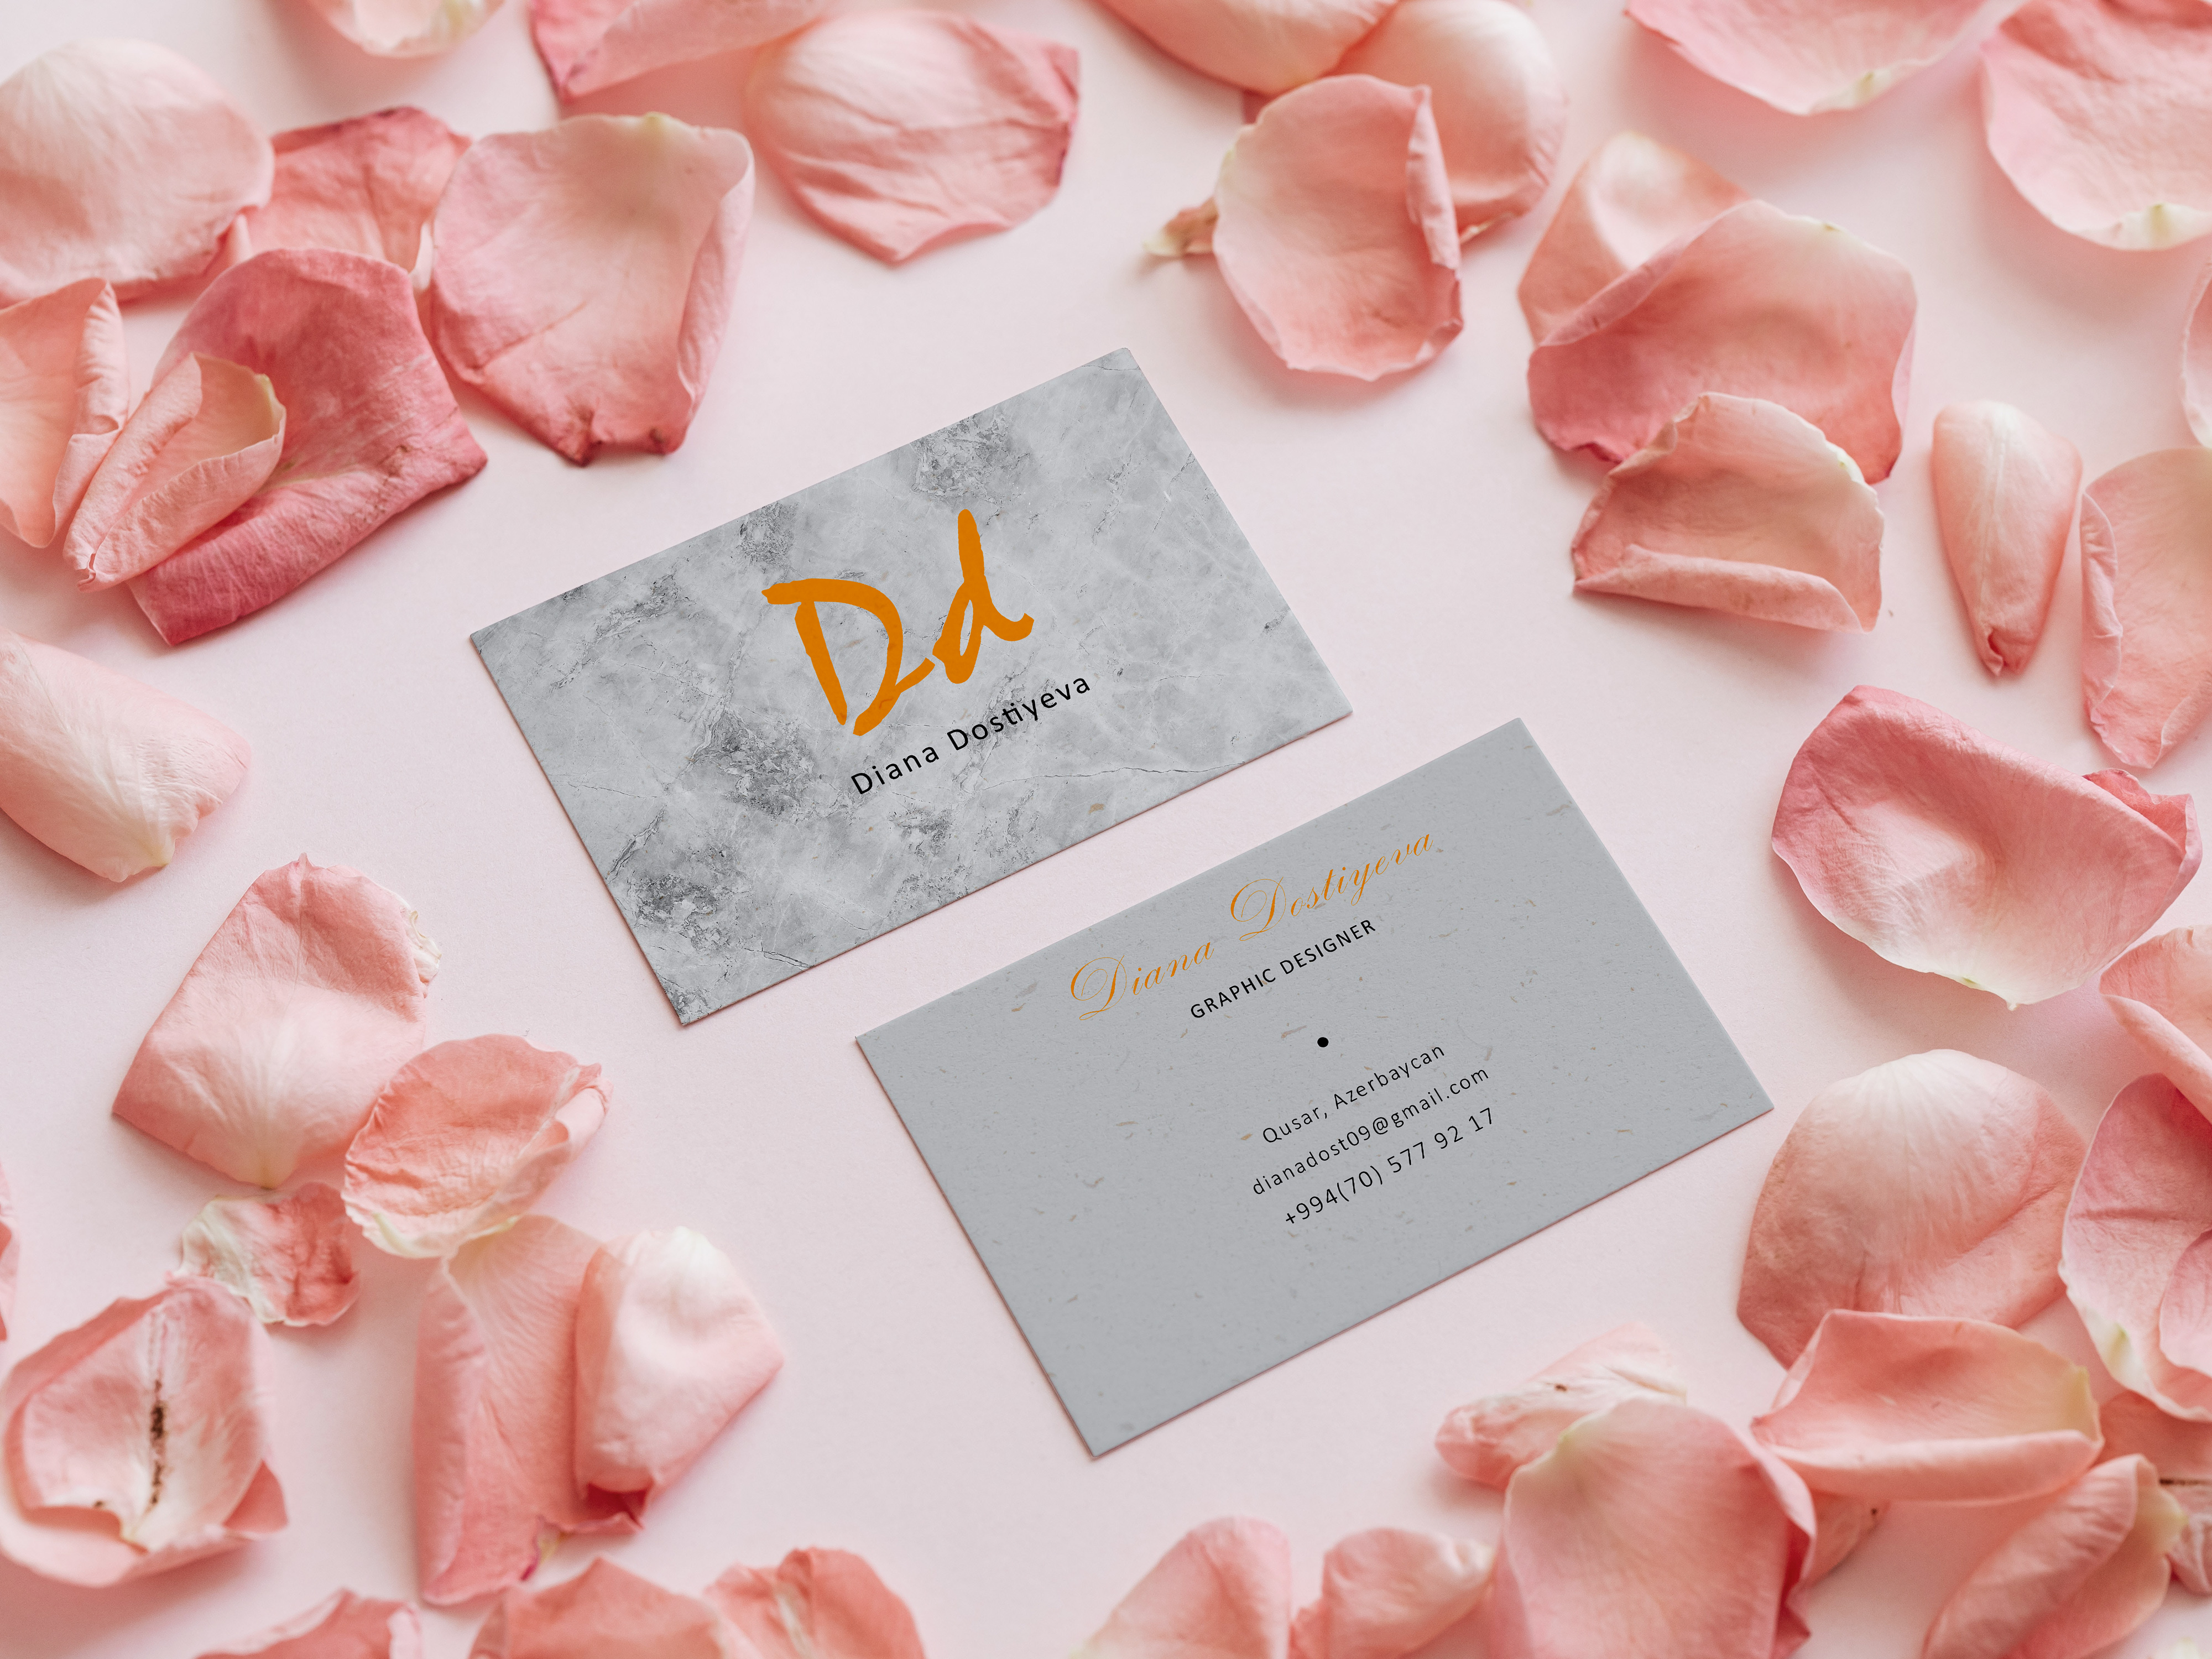 Dd
Diana Dostiyeva
Diana Dostiyeva
GRAPHIC DESIGNER
•
Qusar, Azerbaycan
dianadost09@gmail.com
+994(70) 577 92 17